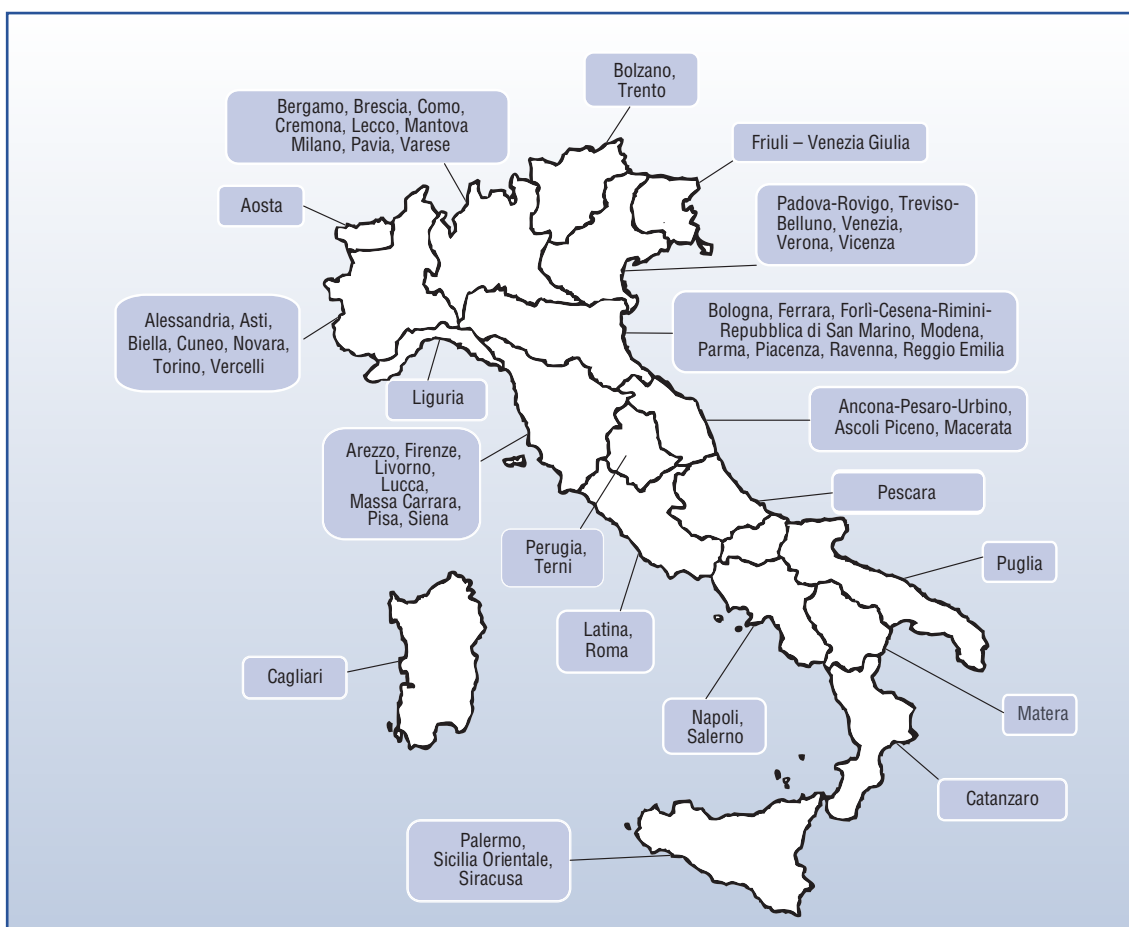 Bolzano,
Trento
Bergamo, Brescia, Como,
Cremona, Lecco, Mantova
Milano, Pavia, Varese
Friuli – Venezia Giulia
Aosta
Padova-Rovigo, Treviso-
Belluno, Venezia,
Verona, Vicenza
Alessandria, Asti,
Biella, Cuneo, Novara,
Torino, Vercelli
Bologna, Ferrara, Forlì-Cesena-Rimini-
Repubblica di San Marino, Modena,
Parma, Piacenza, Ravenna, Reggio Emilia
Liguria
Ancona-Pesaro-Urbino,
Ascoli Piceno, Macerata
Arezzo, Firenze,
Livorno,
Lucca,
Massa Carrara,
Pisa, Siena
Pescara
Perugia,
Terni
Puglia
Latina,
Roma
Cagliari
Napoli,
Salerno
Matera
Catanzaro
Palermo,
Sicilia Orientale,
Siracusa